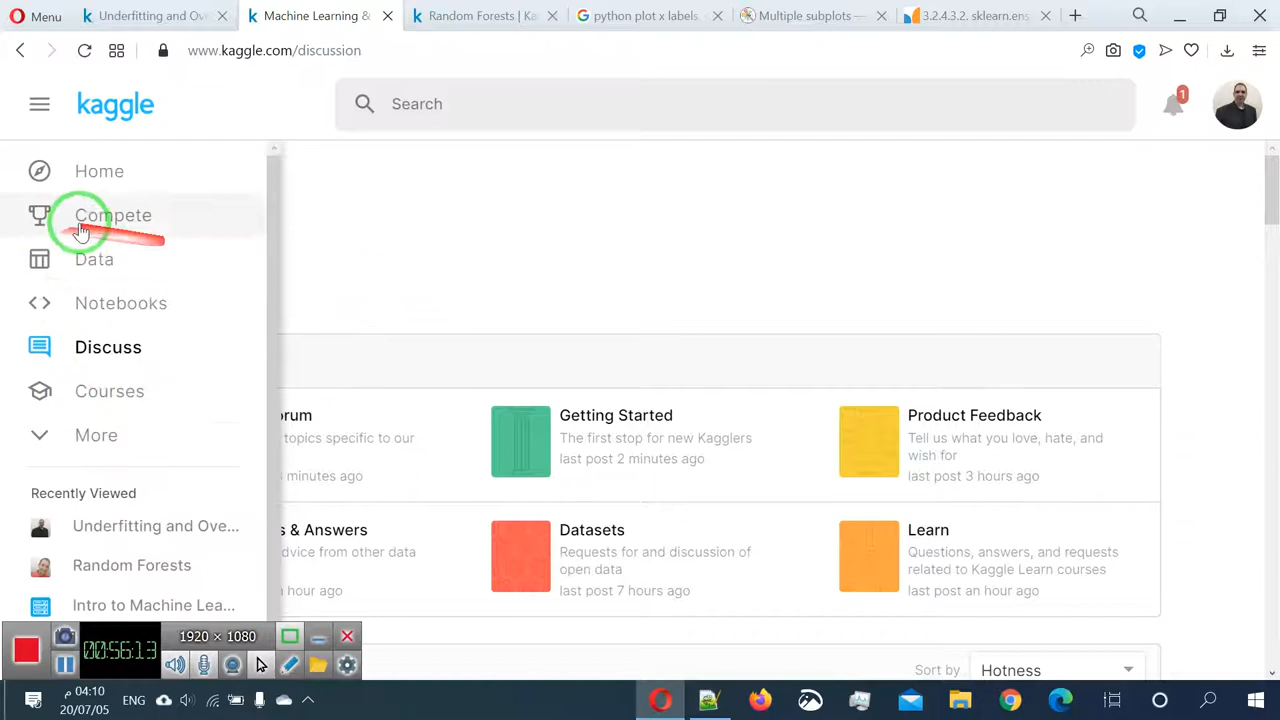 Menu
Underfitting and Ove
Machine Learning &
Random Forests | Ka
python plot x labels.
Multiple subplots —
3.2.4.3.2. sklearn.ens
www.kaggle.com/discussion
kaggle
Search
1
Home
Compete
Data
Notebooks
Discuss
Courses
More
Recently Viewed
Underfitting and Ove...
Random Forests
Intro to Machine Lea...
orum
topics specific to our
minutes ago
Getting Started
The first stop for new Kagglers
last post 2 minutes ago
Product Feedback
Tell us what you love, hate, and
wish for
last post 3 hours ago
s & Answers
dvice from other data
n hour ago
Datasets
Requests for and discussion of
open data
last post 7 hours ago
Learn
Questions, answers, and requests
related to Kaggle Learn courses
last post an hour ago
Sort by
Hotness
00:56:13
1920 × 1080
04:10 م
20/07/05
ENG